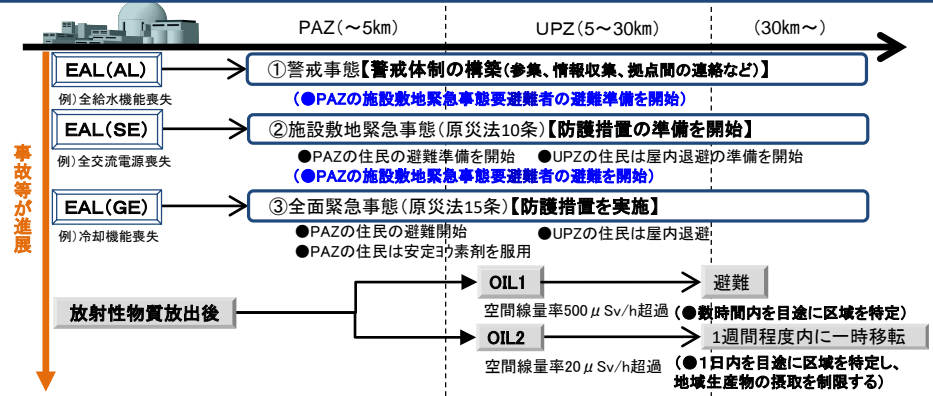 PAZ(～5km)
UPZ(5～30km)
(30km～)
事故等が進展
EAL(AL)
①警戒事態【警戒体制の構築(参集、情報収集、拠点間の連絡など)】
例)全給水機能喪失
(●PAZの施設敷地緊急事態要避難者の避難準備を開始)
EAL(SE)
②施設敷地緊急事態(原災法10条)【防護措置の準備を開始】
例)全交流電源喪失
●PAZの住民の避難準備を開始
●UPZの住民は屋内退避の準備を開始
(●PAZの施設敷地緊急事態要避難者の避難を開始)
EAL(GE)
③全面緊急事態(原災法15条)【防護措置を実施】
例)冷却機能喪失
●PAZの住民の避難開始
●UPZの住民は屋内退避
●PAZの住民は安定ﾖｳ素剤を服用
放射性物質放出後
OIL1
避難
空間線量率500μSv/h超過
(●数時間内を目途に区域を特定)
OIL2
1週間程度内に一時移転
空間線量率20μSv/h超過
(●1日内を目途に区域を特定し、
地域生産物の摂取を制限する)